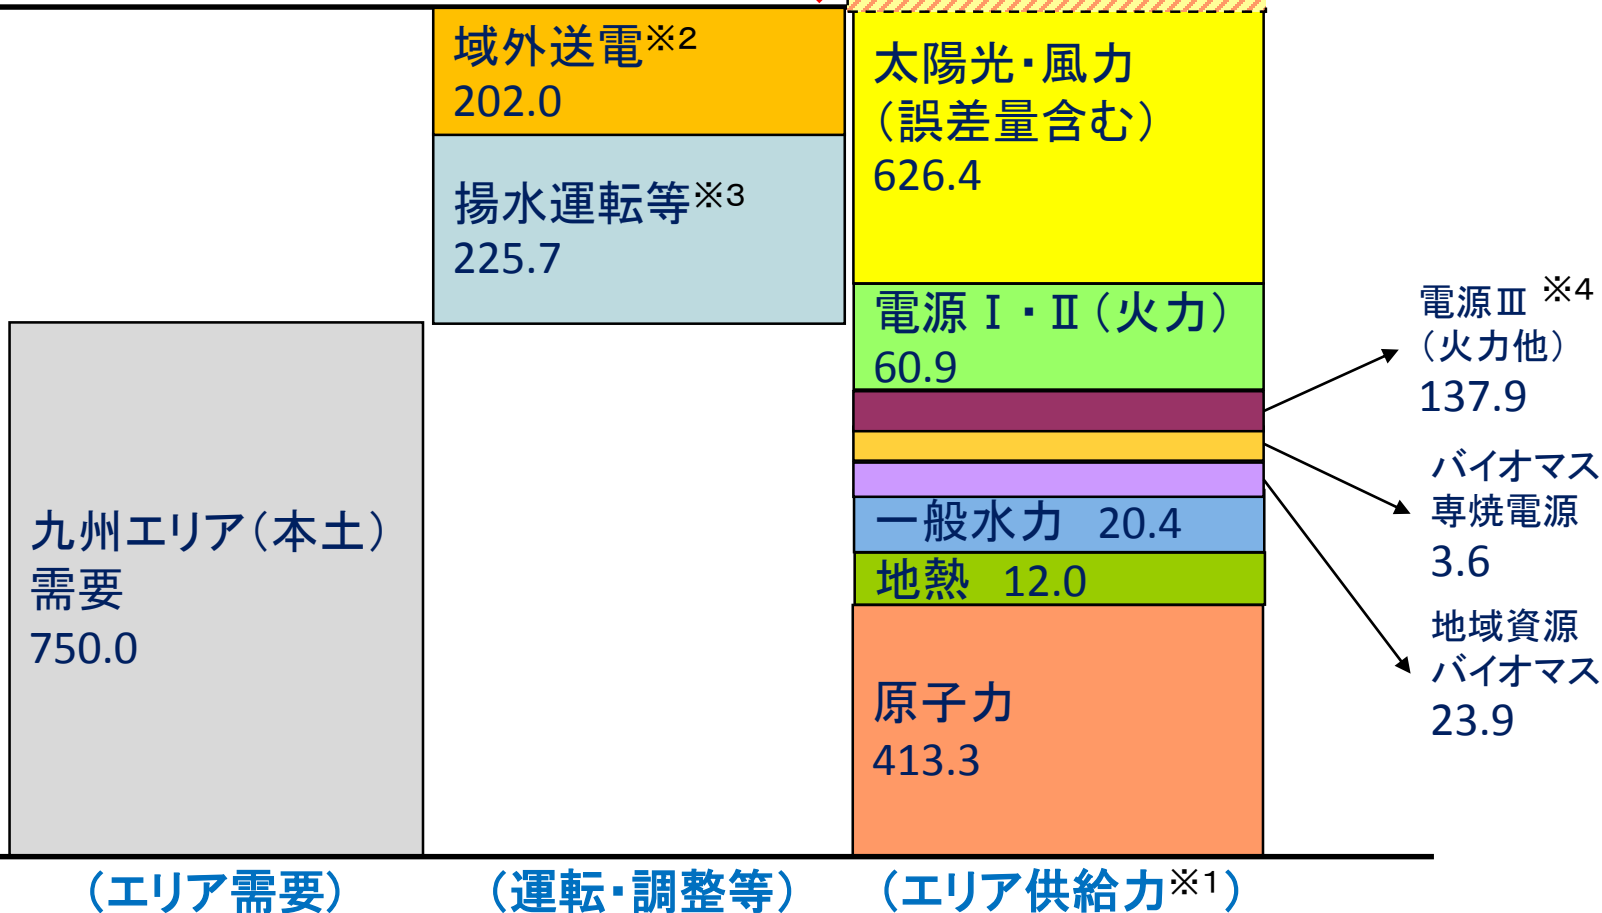 域外送電※2
202.0
揚水運転等※3
225.7
太陽光・風力
（誤差量含む）
626.4
電源Ⅰ・Ⅱ（火力）
60.9
電源Ⅲ ※4
（火力他）
137.9
バイオマス
専焼電源
3.6
地域資源
バイオマス
23.9
一般水力 20.4
地熱 12.0
原子力
413.3
九州エリア（本土）
需要
750.0
（エリア需要）
（運転・調整等）
（エリア供給力※1）